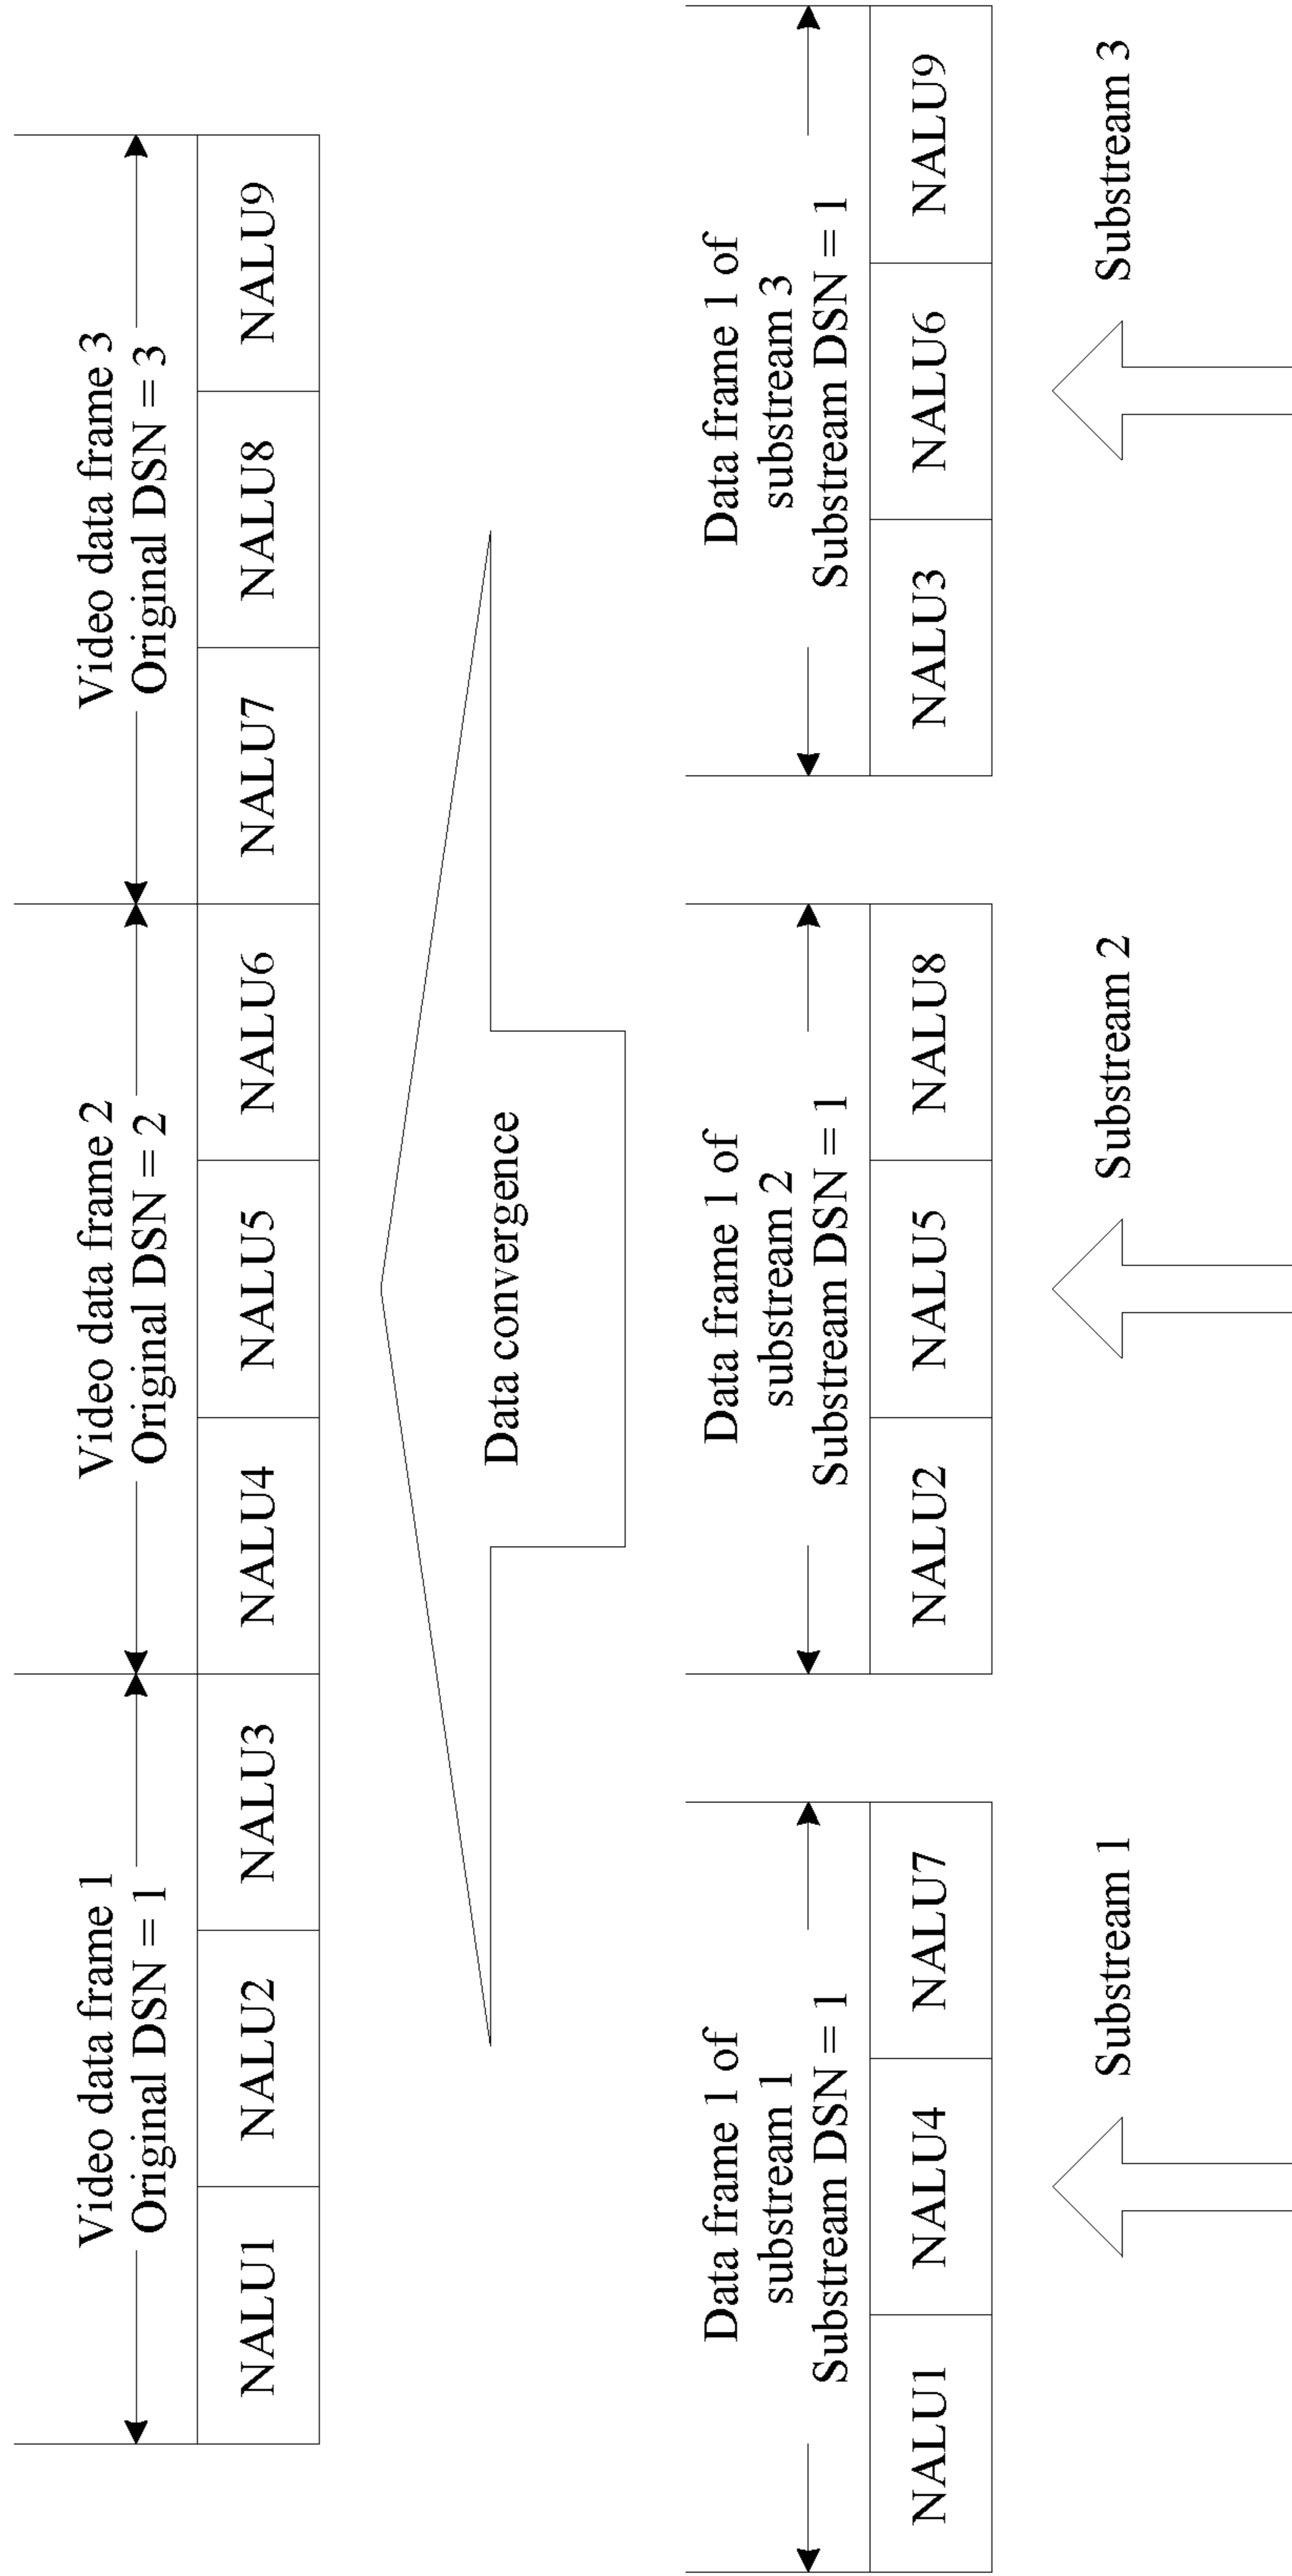 Video data frame 1
Original DSN = 1
Video data frame 2
Original DSN = 2
Video data frame 3
Original DSN = 3
NALU1
NALU2
NALU3
NALU4
NALU5
NALU6
NALU7
NALU8
NALU9
Data convergence
Data frame 1 of
substream 1
Substream DSN = 1
Data frame 1 of
substream 2
Substream DSN = 1
Data frame 1 of
substream 3
Substream DSN = 1
NALU1
NALU4
NALU7
NALU2
NALU5
NALU8
NALU3
NALU6
NALU9
Substream 1
Substream 2
Substream 3